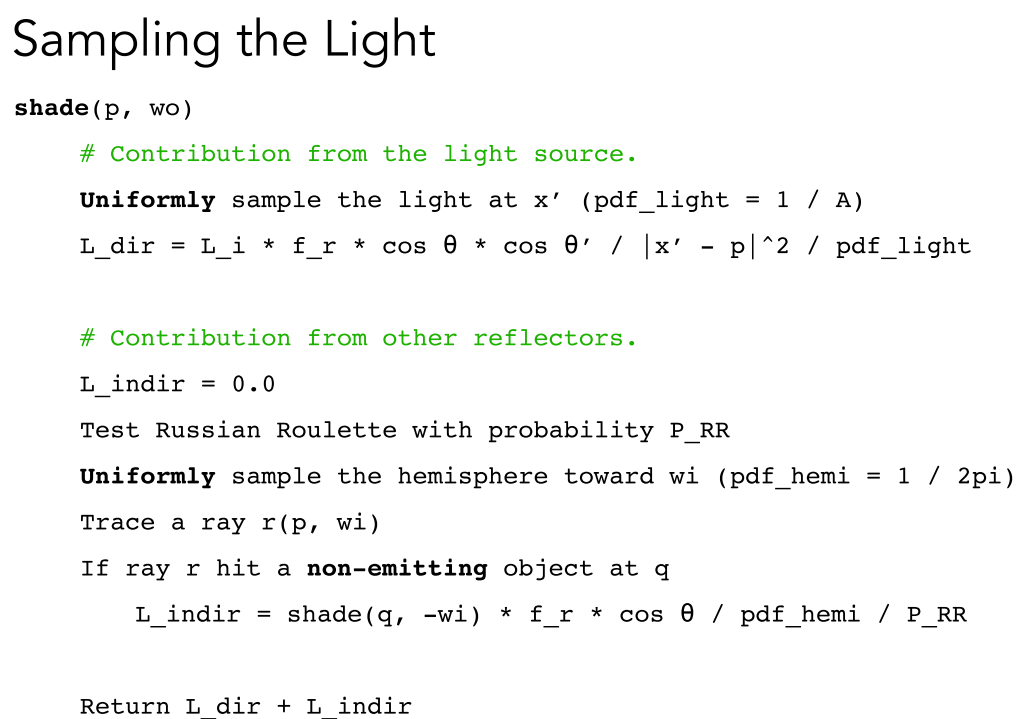 Sampling the Light
shade(p, wo)
# Contribution from the light source.
Uniformly sample the light at x′ (pdf_light = 1 / A)
L_dir = L_i * f_r * cos θ * cos θ′ / |x′ - p|^2 / pdf_light
# Contribution from other reflectors.
L_indir = 0.0
Test Russian Roulette with probability P_RR
Uniformly sample the hemisphere toward wi (pdf_hemi = 1 / 2pi)
Trace a ray r(p, wi)
If ray r hit a non-emitting object at q
L_indir = shade(q, -wi) * f_r * cos θ / pdf_hemi / P_RR
Return L_dir + L_indir